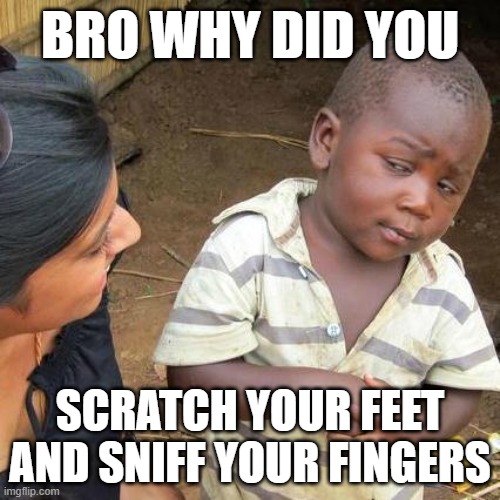 BRO WHY DID YOU
SCRATCH YOUR FEET
AND SNIFF YOUR FINGERS
imgflip.com